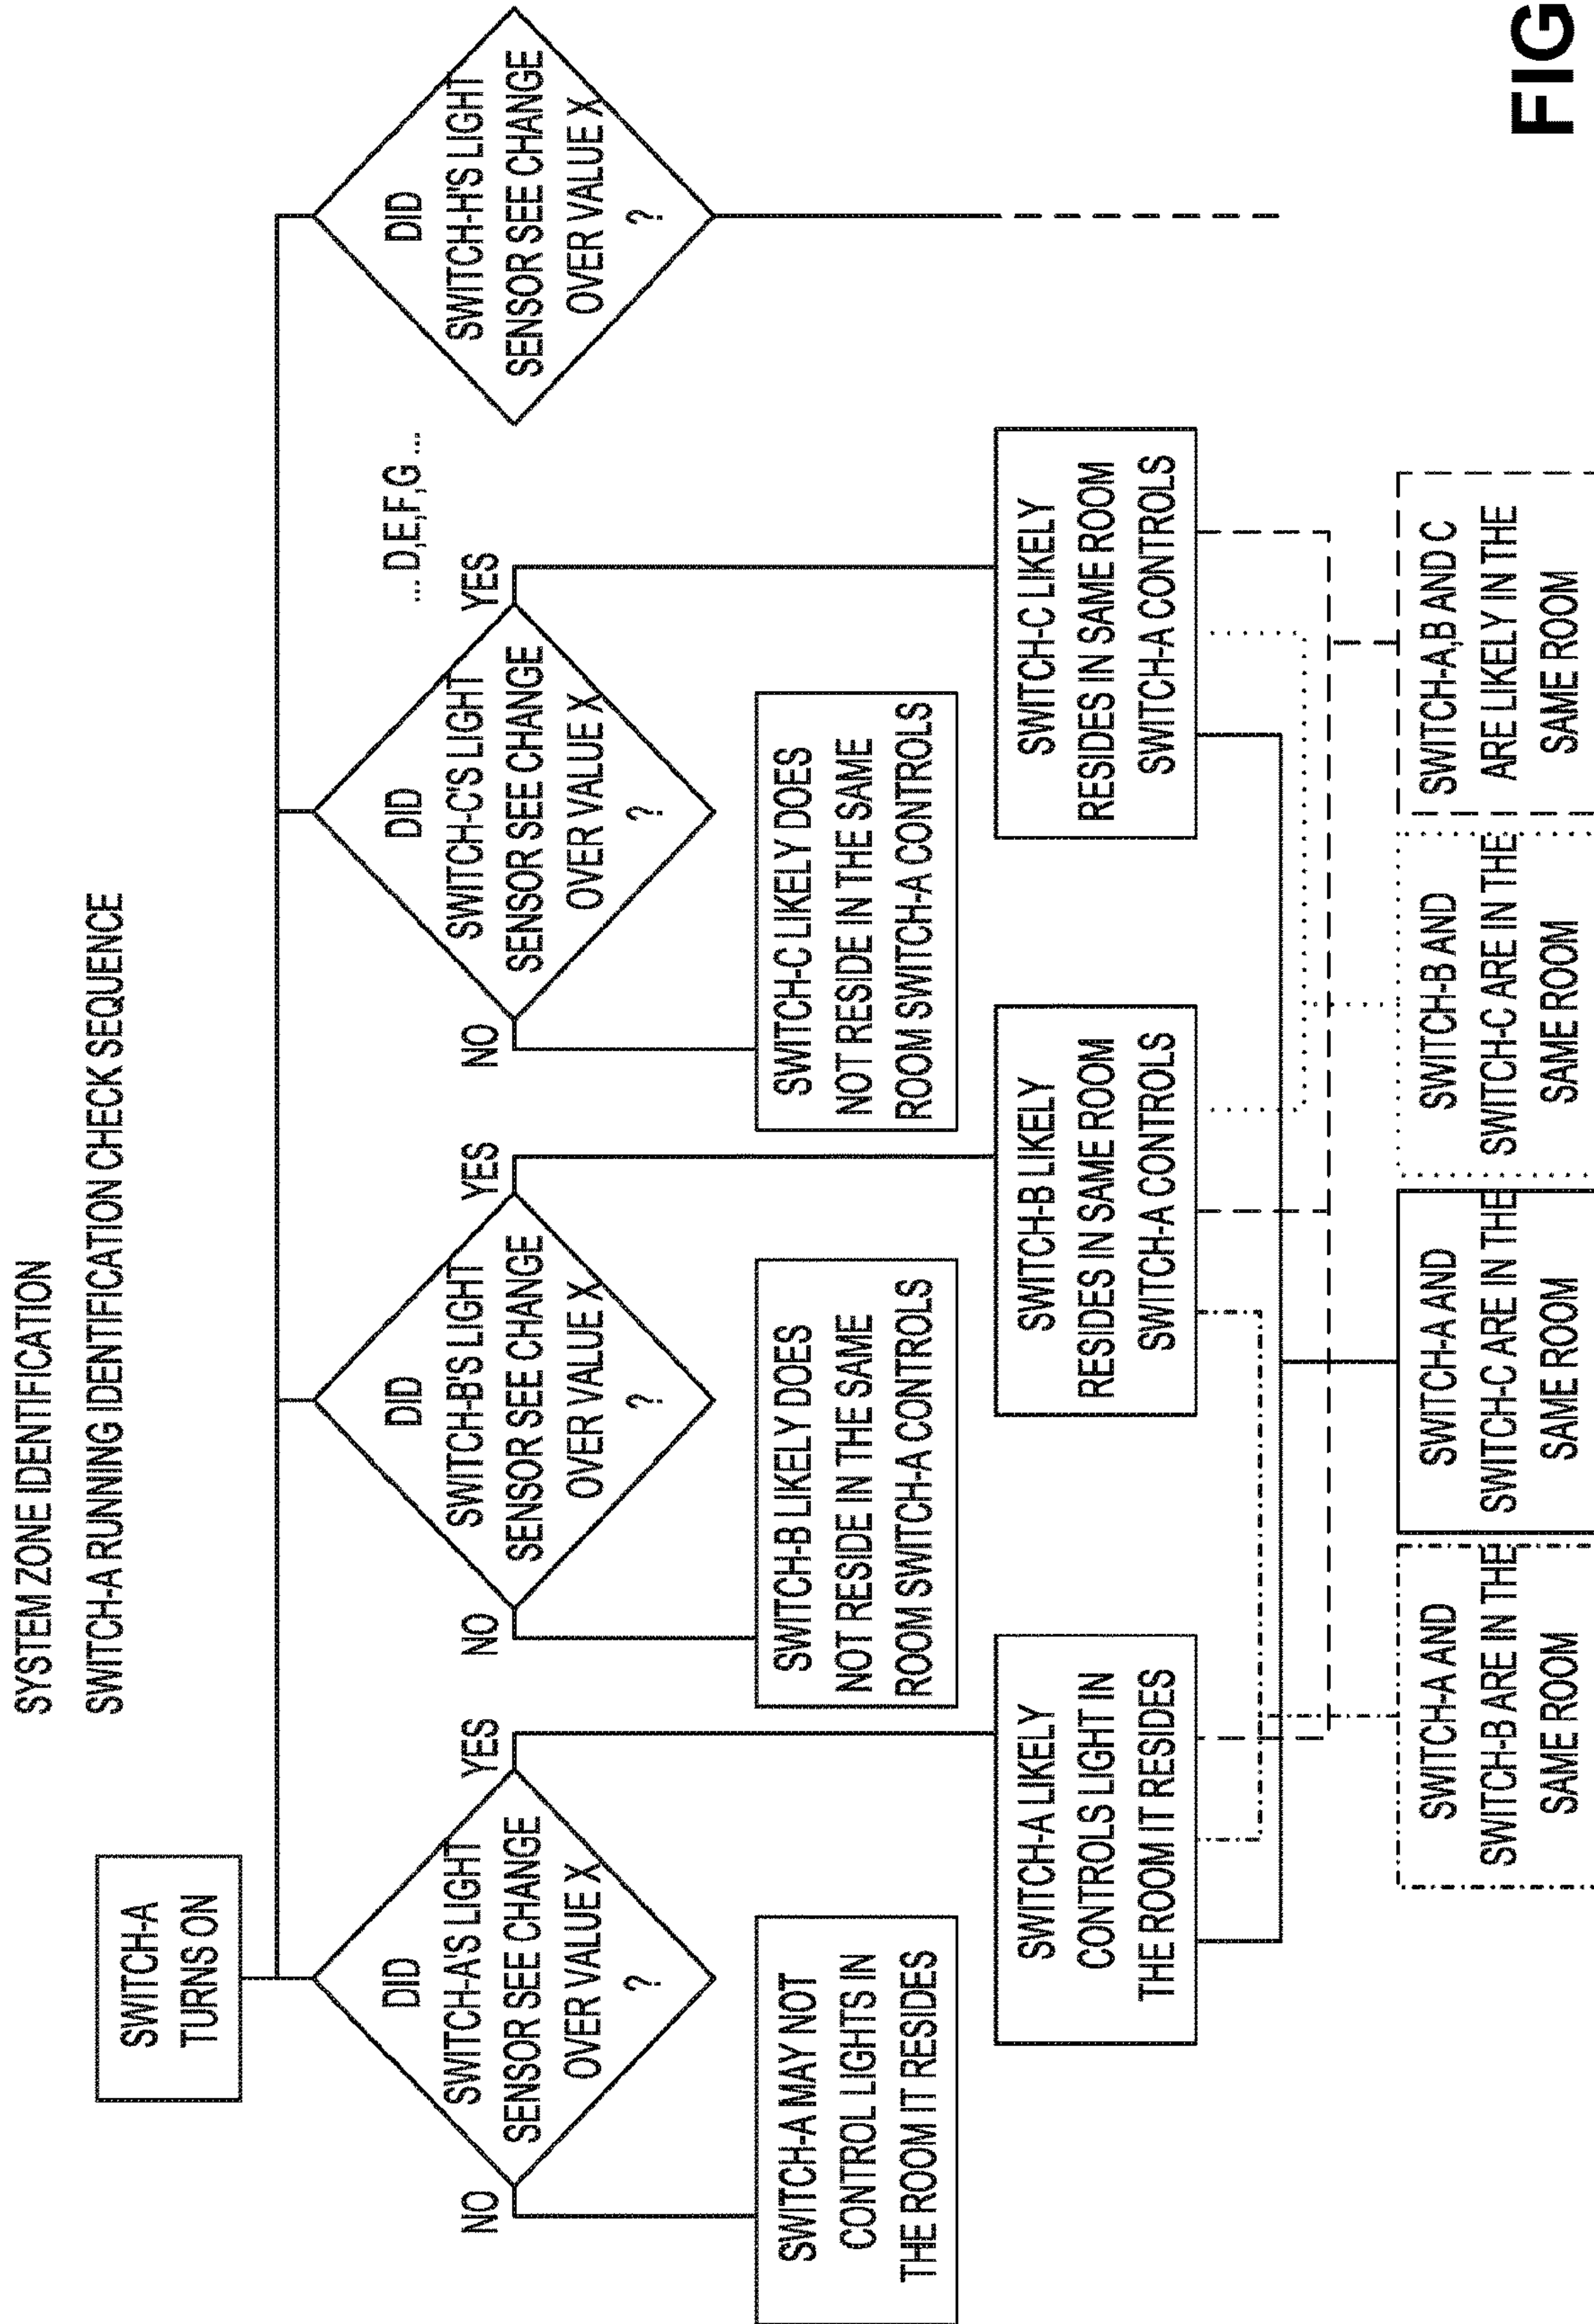 SYSTEM ZONE IDENTIFICATION
SWITCH-A RUNNING IDENTIFICATION CHECK SEQUENCE
SWITCH-A
TURNS ON
DID
SWITCH-A'S LIGHT
SENSOR SEE CHANGE
OVER VALUE X
?
NO
YES
DID
SWITCH-B'S LIGHT
SENSOR SEE CHANGE
OVER VALUE X
?
NO
YES
DID
SWITCH-C'S LIGHT
SENSOR SEE CHANGE
OVER VALUE X
?
NO
YES
... D,E,F,G ...
DID
SWITCH-H'S LIGHT
SENSOR SEE CHANGE
OVER VALUE X
?
SWITCH-A MAY NOT
CONTROL LIGHTS IN
THE ROOM IT RESIDES
SWITCH-B LIKELY DOES
NOT RESIDE IN THE SAME
ROOM SWITCH-A CONTROLS
SWITCH-C LIKELY DOES
NOT RESIDE IN THE SAME
ROOM SWITCH-A CONTROLS
SWITCH-A LIKELY
CONTROLS LIGHT IN
THE ROOM IT RESIDES
SWITCH-B LIKELY
RESIDES IN SAME ROOM
SWITCH-A CONTROLS
SWITCH-C LIKELY
RESIDES IN SAME ROOM
SWITCH-A CONTROLS
SWITCH-A AND
SWITCH-B ARE IN THE
SAME ROOM
SWITCH-A AND
SWITCH-C ARE IN THE
SAME ROOM
SWITCH-B AND
SWITCH-C ARE IN THE
SAME ROOM
SWITCH-A,B AND C
ARE LIKELY IN THE
SAME ROOM
FIG